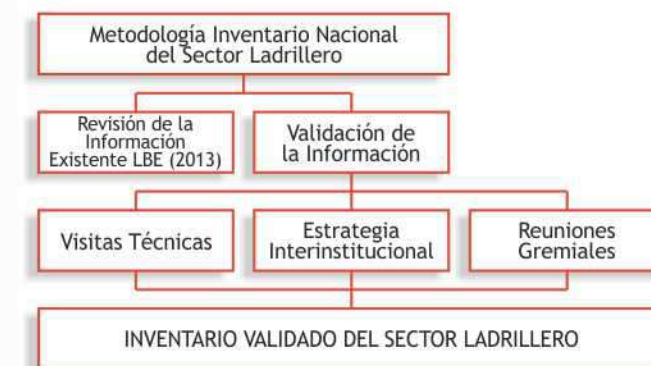 Metodología Inventario Nacional
del Sector Ladrillero
Revisión de la
Información
Existente LBE (2013)
Validación de
la Información
Visitas Técnicas
Estrategia
Interinstitucional
Reuniones
Gremiales
INVENTARIO VALIDADO DEL SECTOR LADRILLERO